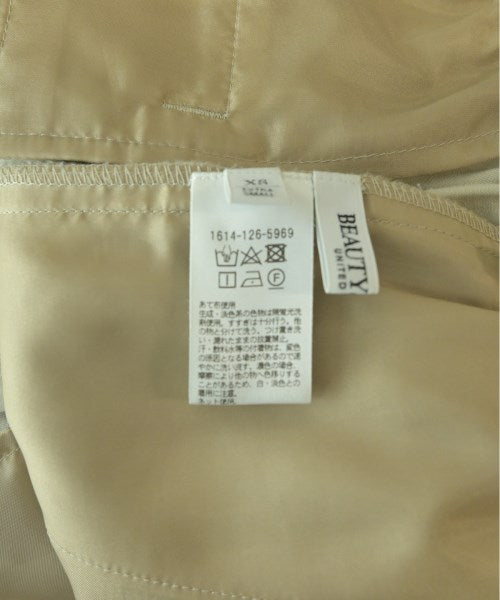 XS
EXTRA
SMALL
1614-126-5969
BEAUTY
UNITED
あて布使用
生成・淡色系の色物は無蛍光洗
剤使用。すすぎは十分行う。他
の物と分けて洗う。つけ置き洗
い・濡れたままの放置禁止。
汗・飲料水等の付着物は、変色
の原因となる場合があるので速
やかに洗い流す。濃色の場合、
摩擦により他の物へ色移りする
ことがあるため、白・淡色との
着用に注意。
ネット使用